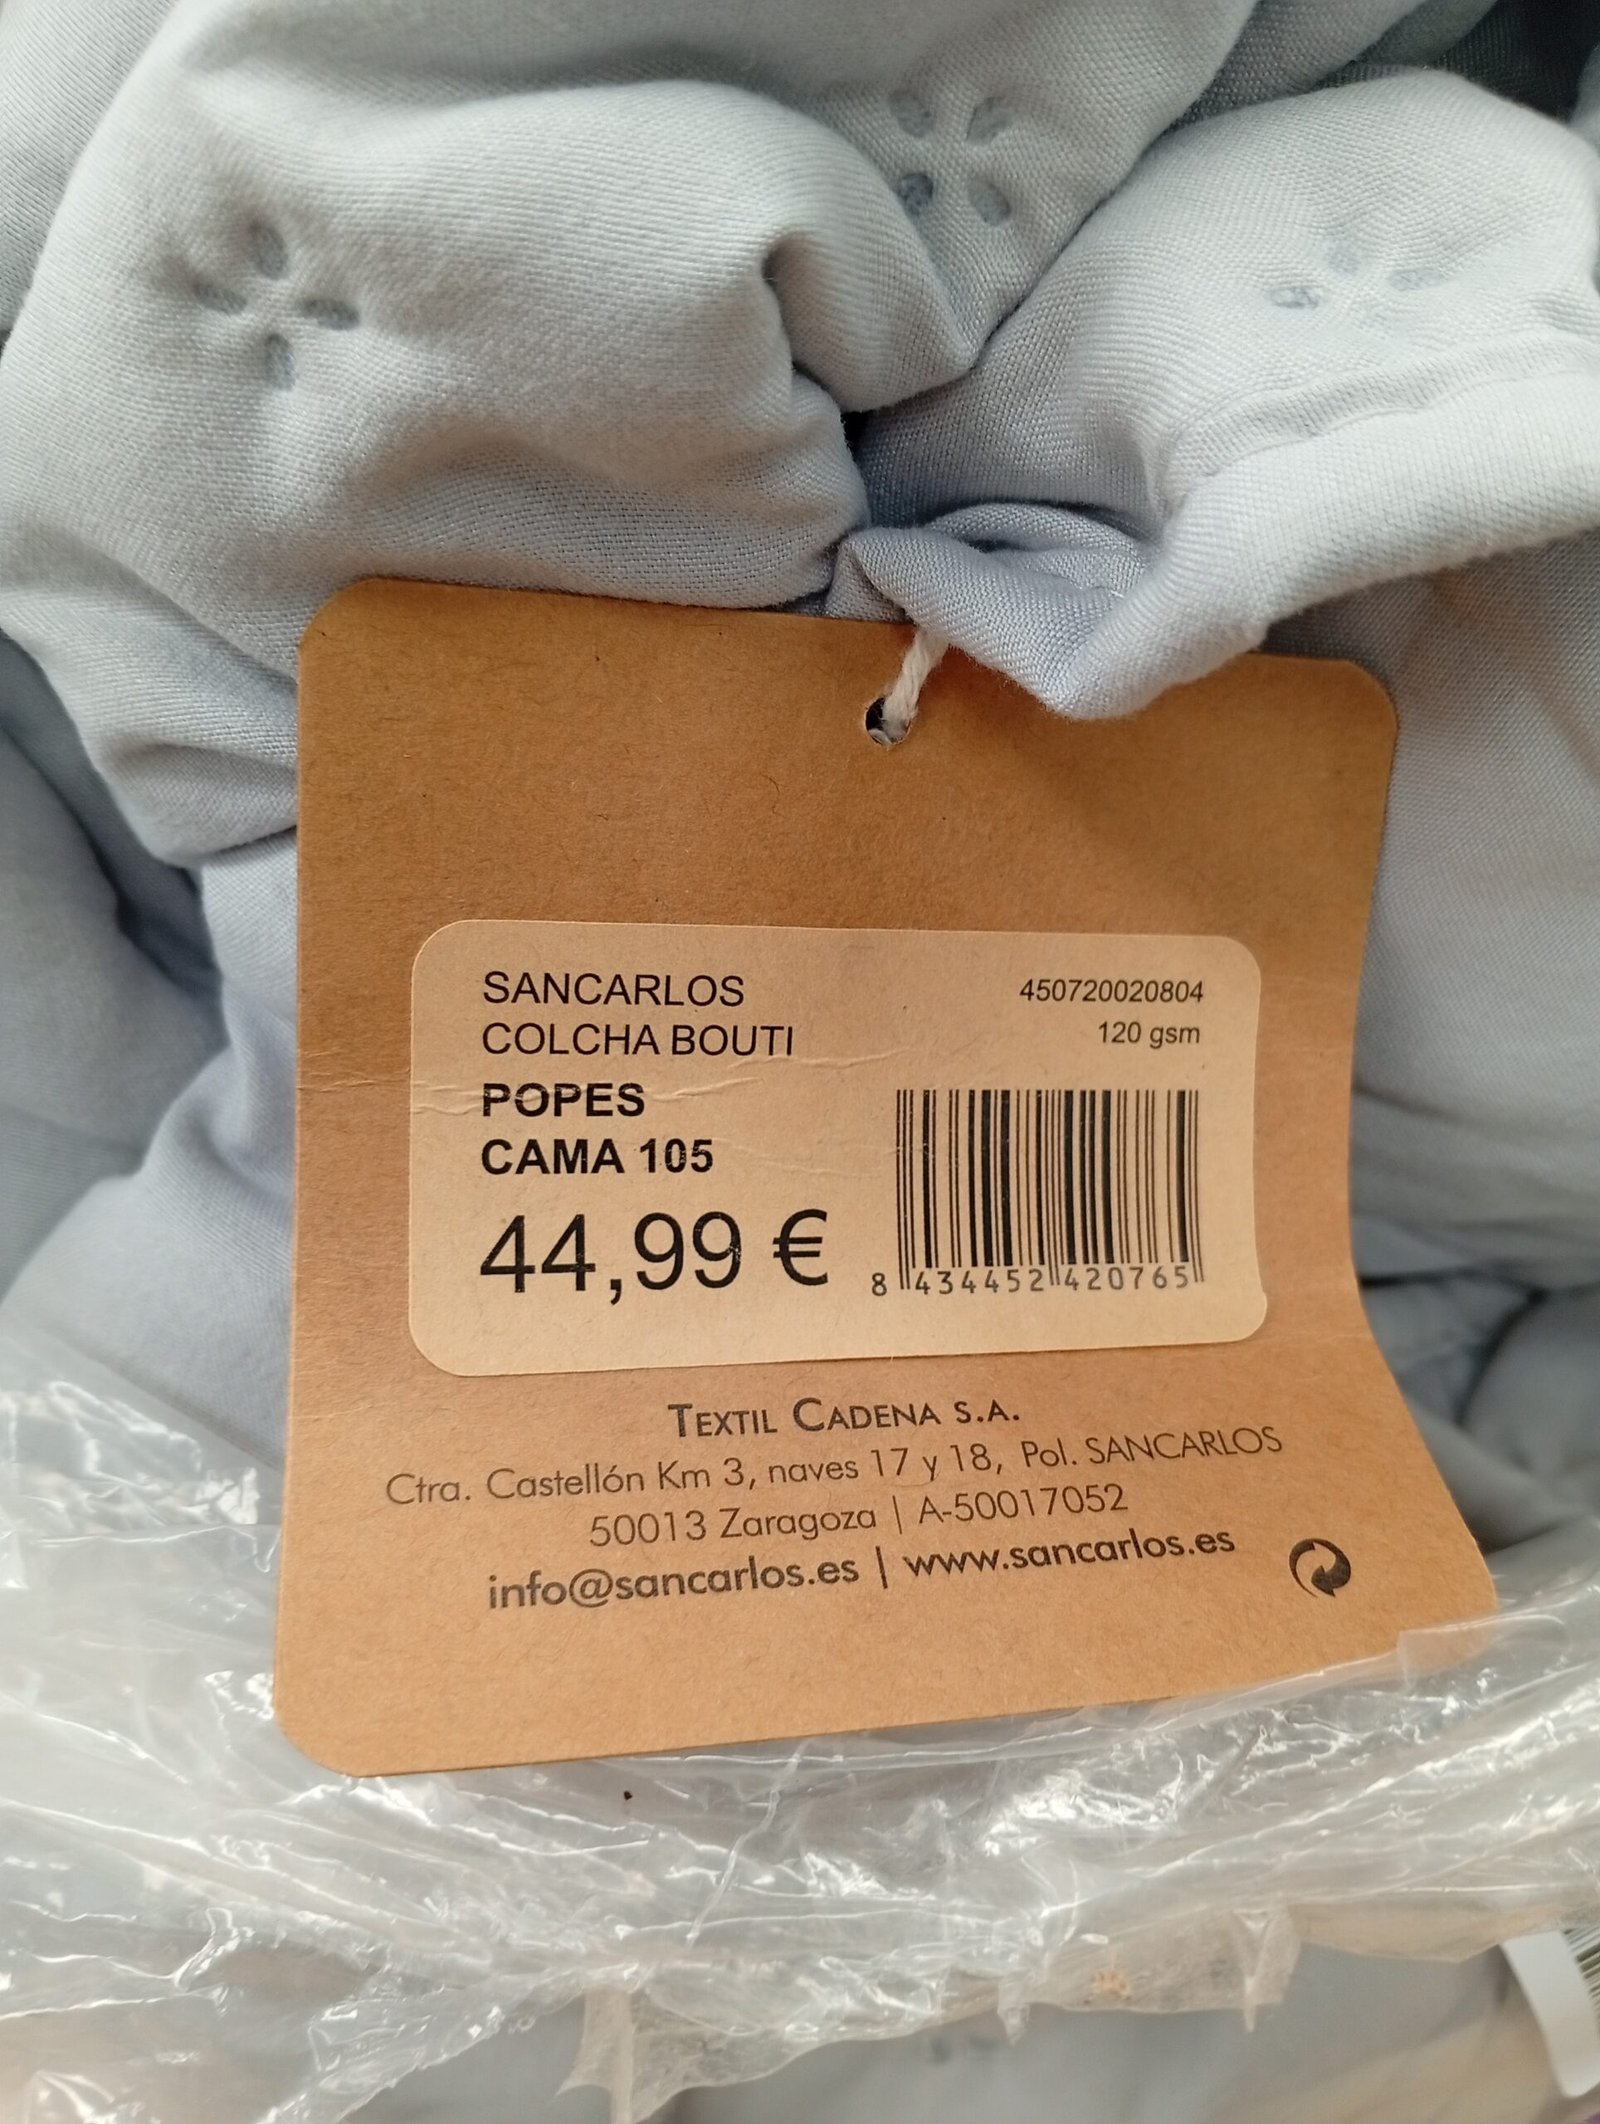 SANCARLOS
COLCHA BOUTI
POPES
CAMA 105
44,99 €
450720020804
120 gsm
8 434452 420765
TEXTIL CADENA S.A.
Ctra. Castellón Km 3, naves 17 y 18, Pol. SANCARLOS
50013 Zaragoza | A-50017052
info@sancarlos.es | www.sancarlos.es